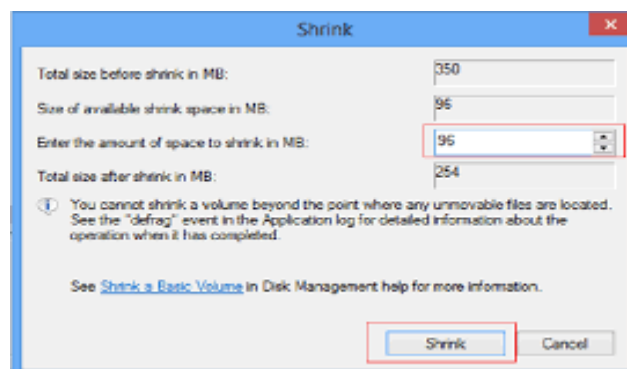 Shrink
Total size before shrink in MB: 350
Size of available shrink space in MB: 96
Enter the amount of space to shrink in MB: 96
Total size after shrink in MB: 254
You cannot shrink a volume beyond the point where any unmovable files are located.
See the "defrag" event in the Application log for detailed information about the
operation when it has completed.
See Shrink a Basic Volume in Disk Management help for more information.
Shrink Cancel